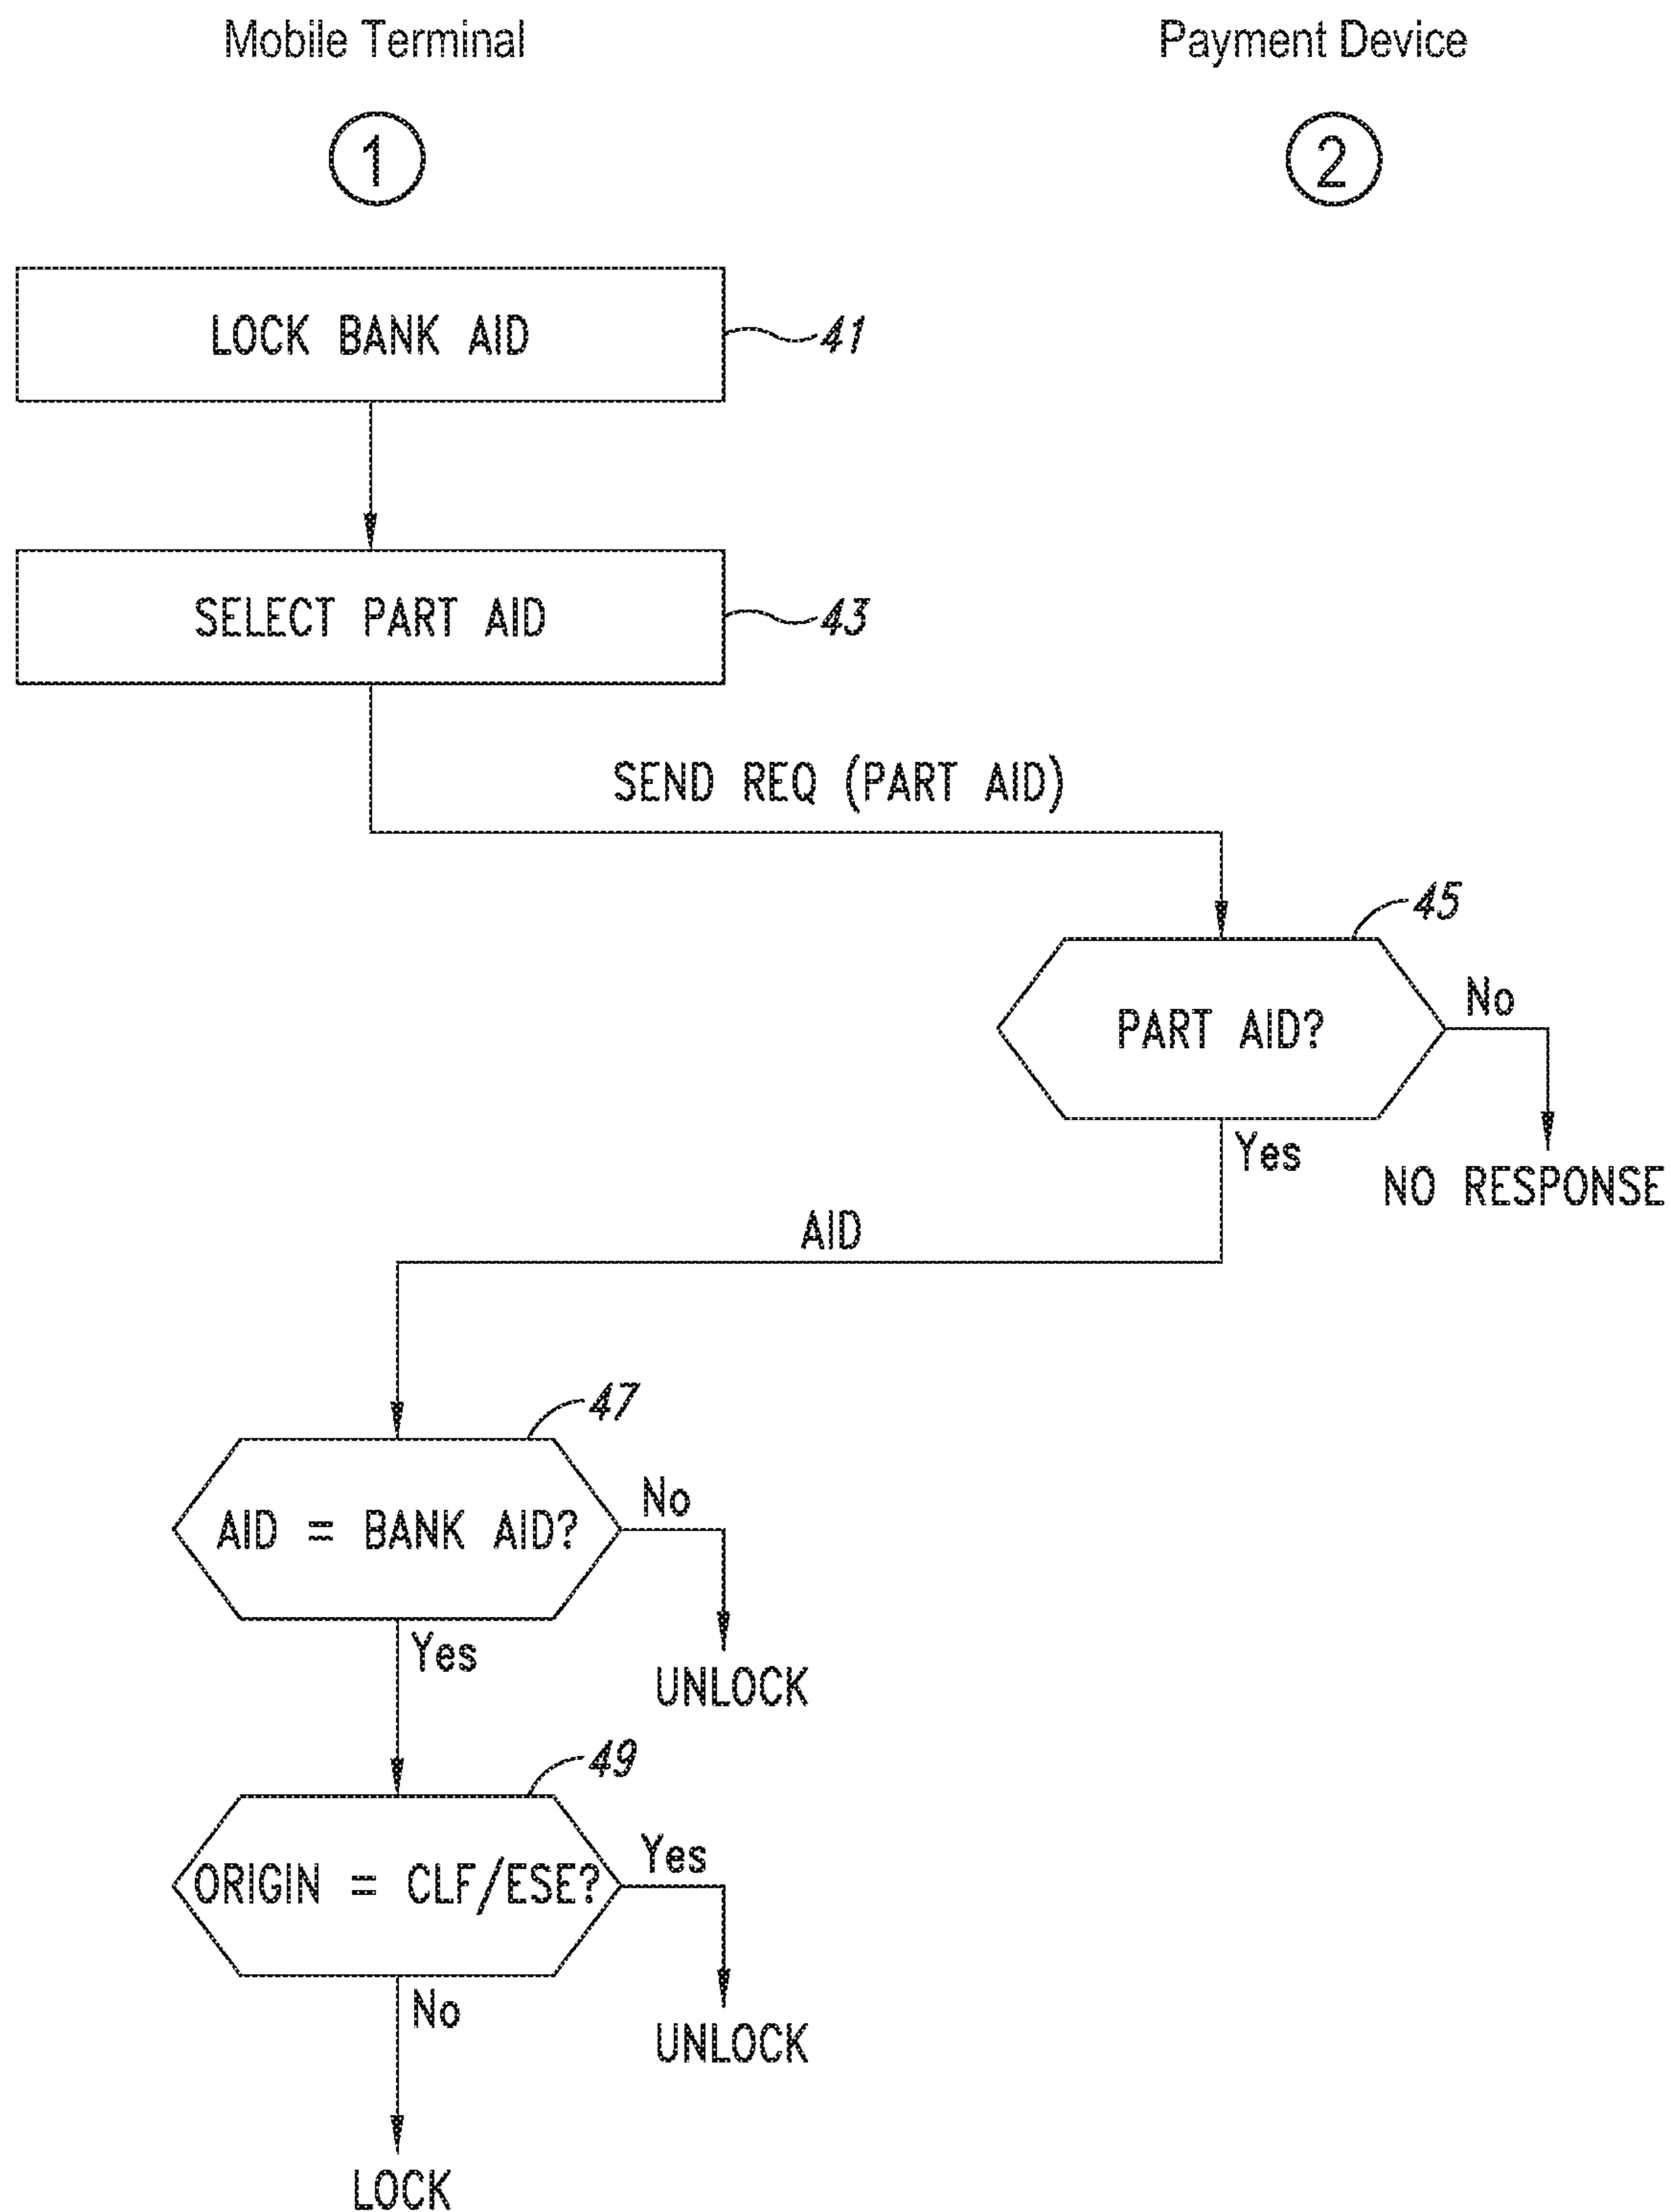 Mobile Terminal
Payment Device
1
2
LOCK BANK AID
41
SELECT PART AID
43
SEND REQ (PART AID)
45
PART AID?
No
Yes
NO RESPONSE
AID
47
AID = BANK AID?
No
Yes
UNLOCK
49
ORIGIN = CLF/ESE?
Yes
No
UNLOCK
LOCK